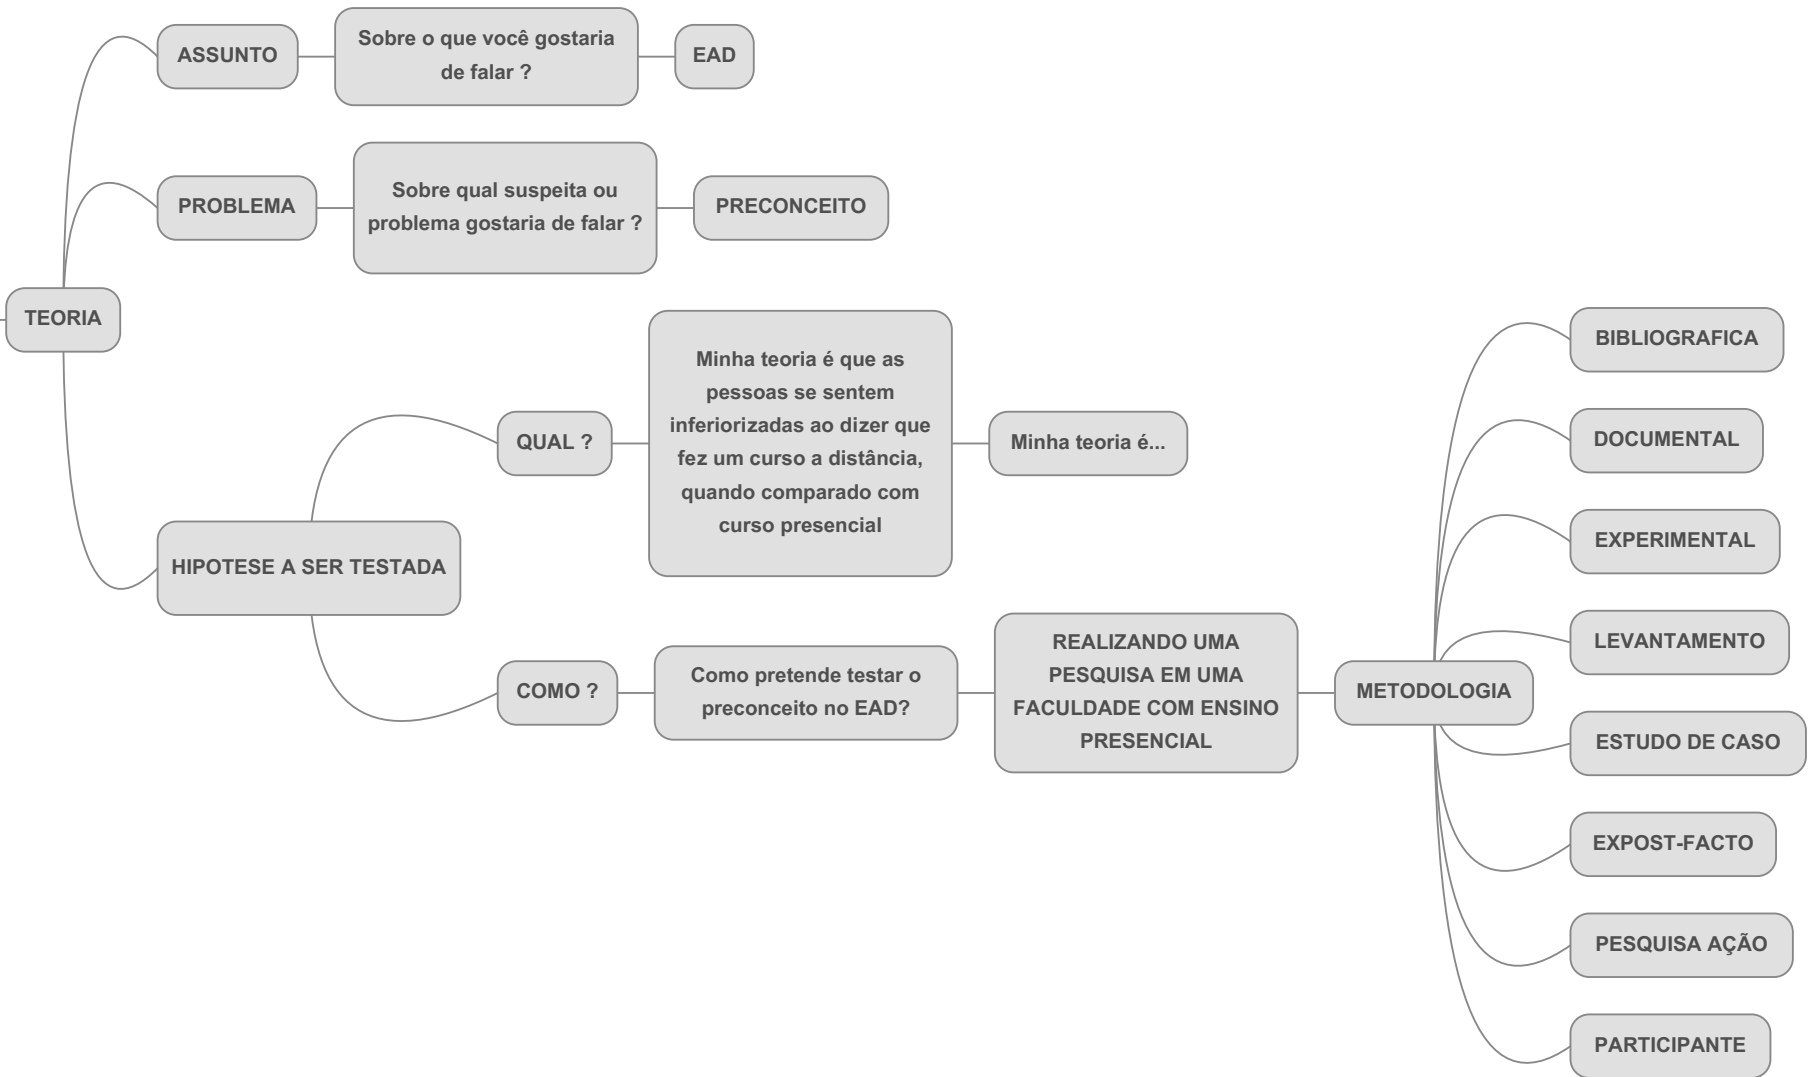 ASSUNTO
Sobre o que você gostaria
de falar ?
EAD
PROBLEMA
Sobre qual suspeita ou
problema gostaria de falar ?
PRECONCEITO
TEORIA
HIPOTESE A SER TESTADA
QUAL ?
Minha teoria é que as
pessoas se sentem
inferiorizadas ao dizer que
fez um curso a distância,
quando comparado com
curso presencial
Minha teoria é...
COMO ?
Como pretende testar o
preconceito no EAD?
REALIZANDO UMA
PESQUISA EM UMA
FACULDADE COM ENSINO
PRESENCIAL
METODOLOGIA
BIBLIOGRAFICA
DOCUMENTAL
EXPERIMENTAL
LEVANTAMENTO
ESTUDO DE CASO
EXPOST-FACTO
PESQUISA AÇÃO
PARTICIPANTE